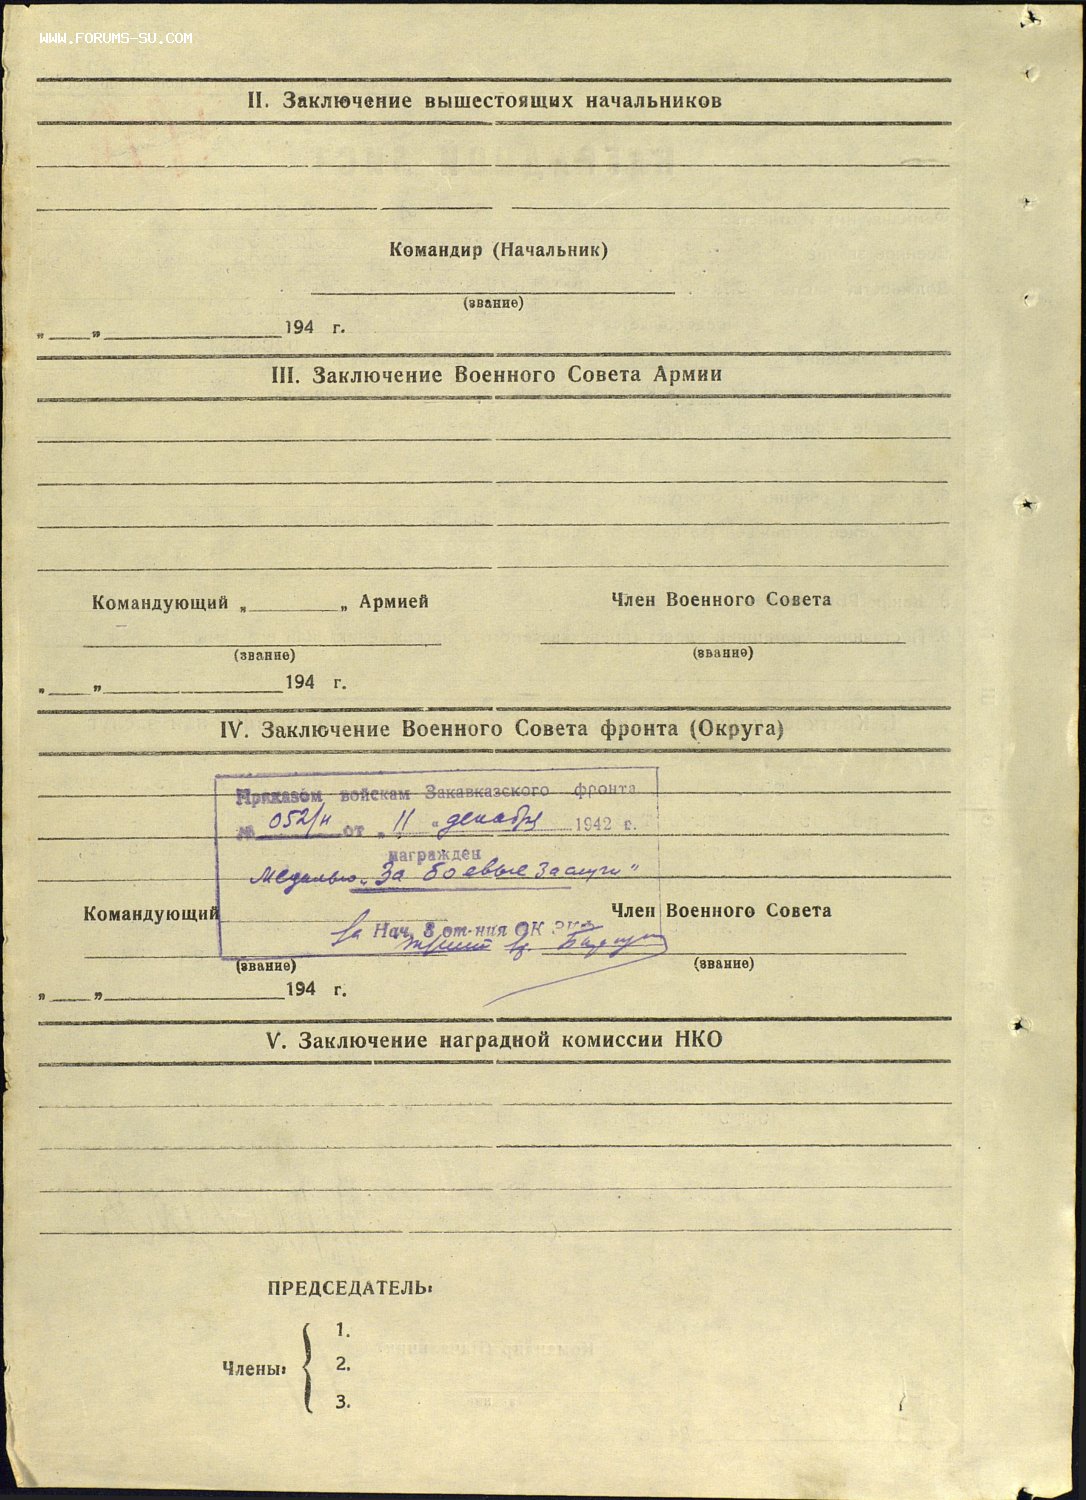 WWW.FORUMS-SU.COM
II. Заключение вышестоящих начальников
Командир (Начальник)
(звание)
„ „ 194 г.
III. Заключение Военного Совета Армии
Командующий „ „ Армией
Член Военного Совета
(звание)
(звание)
„ „ 194 г.
IV. Заключение Военного Совета фронта (Округа)
Приказом войскам Закавказского фронта
№ 052/н от „ 11 " декабря 1942 г.
награжден
медалью „За боевые заслуги"
Командующий
Член Военного Совета
За Нач. 3 от-ния ОК ЗКФ
(звание)
(звание)
„ „ 194 г.
V. Заключение наградной комиссии НКО
ПРЕДСЕДАТЕЛЬ:
1.
Члены:
2.
3.